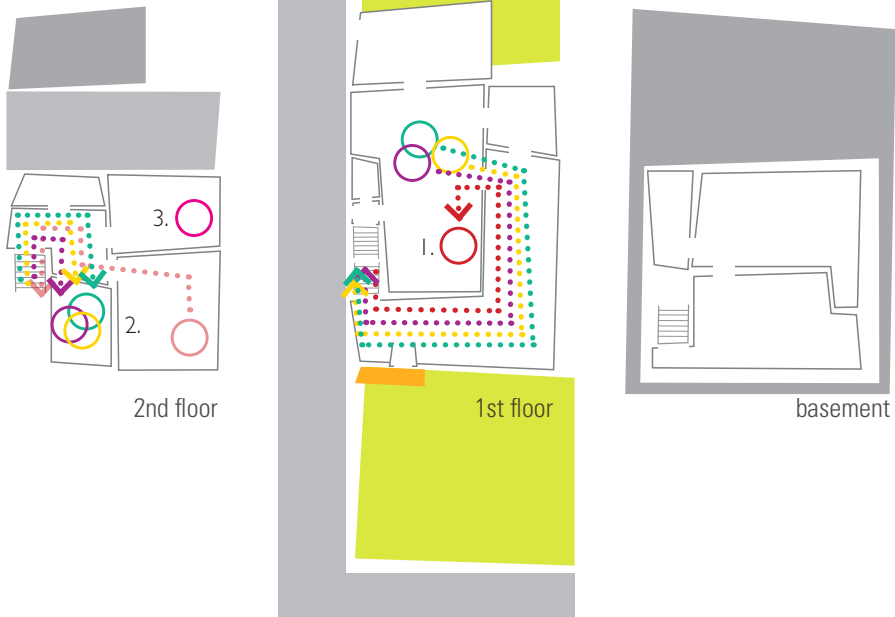 3.
1.
2.
2nd floor
1st floor
basement